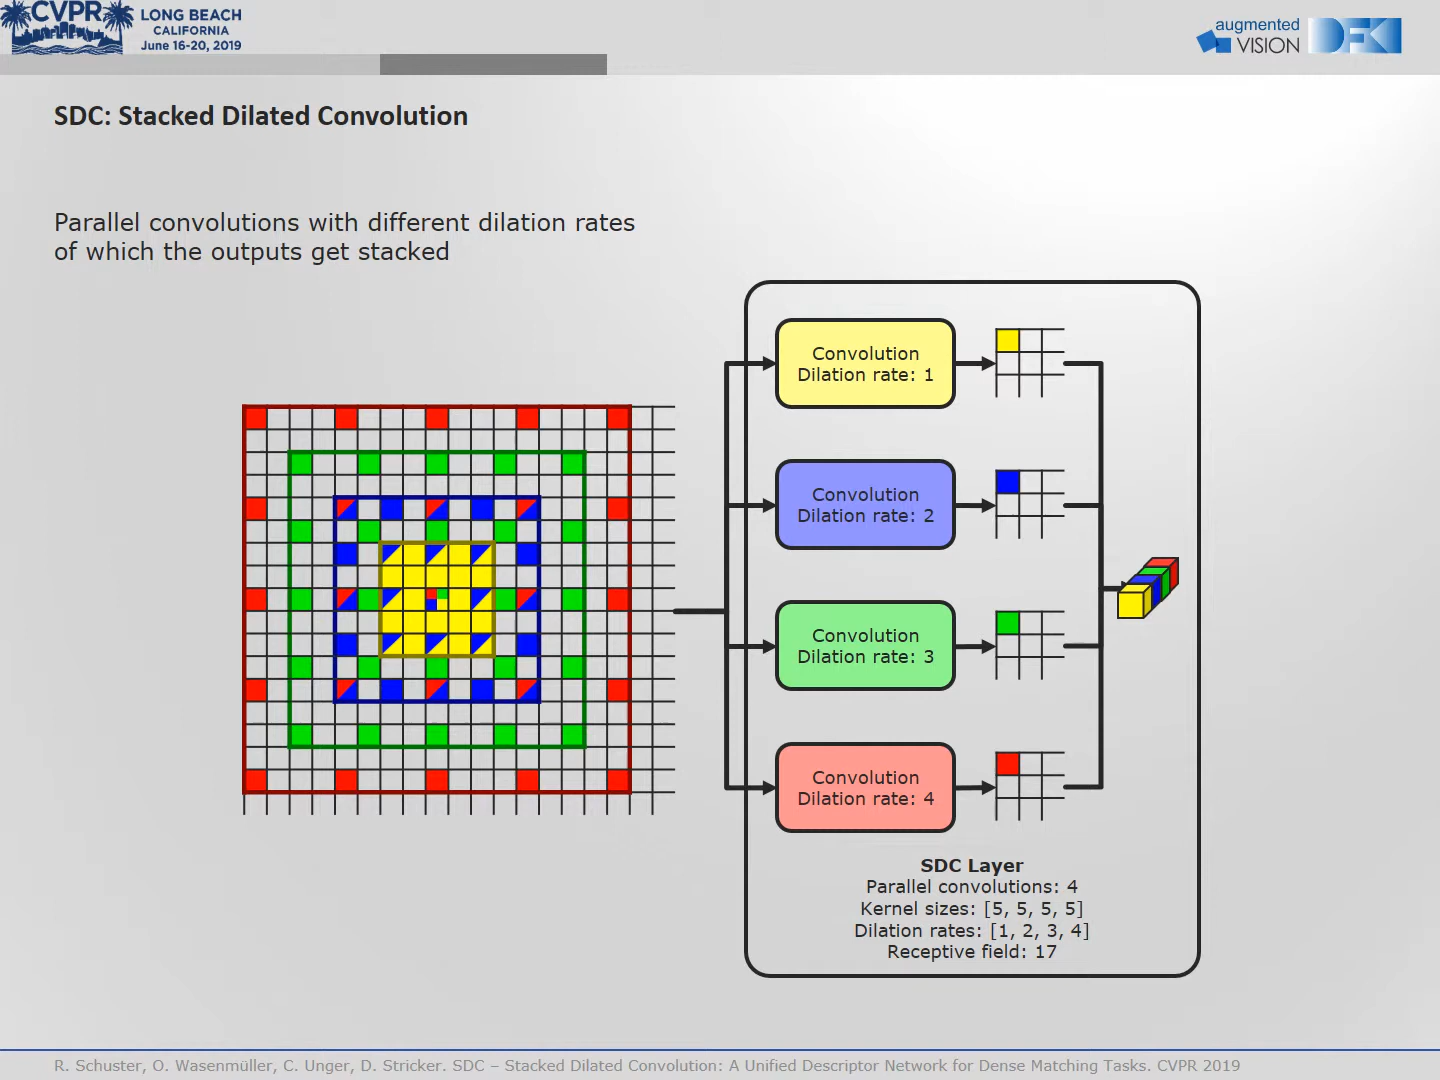 CVPR
LONG BEACH
CALIFORNIA
June 16-20, 2019
augmented
VISION
DFKI
SDC: Stacked Dilated Convolution
Parallel convolutions with different dilation rates
of which the outputs get stacked
Convolution
Dilation rate: 1
Convolution
Dilation rate: 2
Convolution
Dilation rate: 3
Convolution
Dilation rate: 4
SDC Layer
Parallel convolutions: 4
Kernel sizes: [5, 5, 5, 5]
Dilation rates: [1, 2, 3, 4]
Receptive field: 17
R. Schuster, O. Wasenmüller, C. Unger, D. Stricker. SDC – Stacked Dilated Convolution: A Unified Descriptor Network for Dense Matching Tasks. CVPR 2019